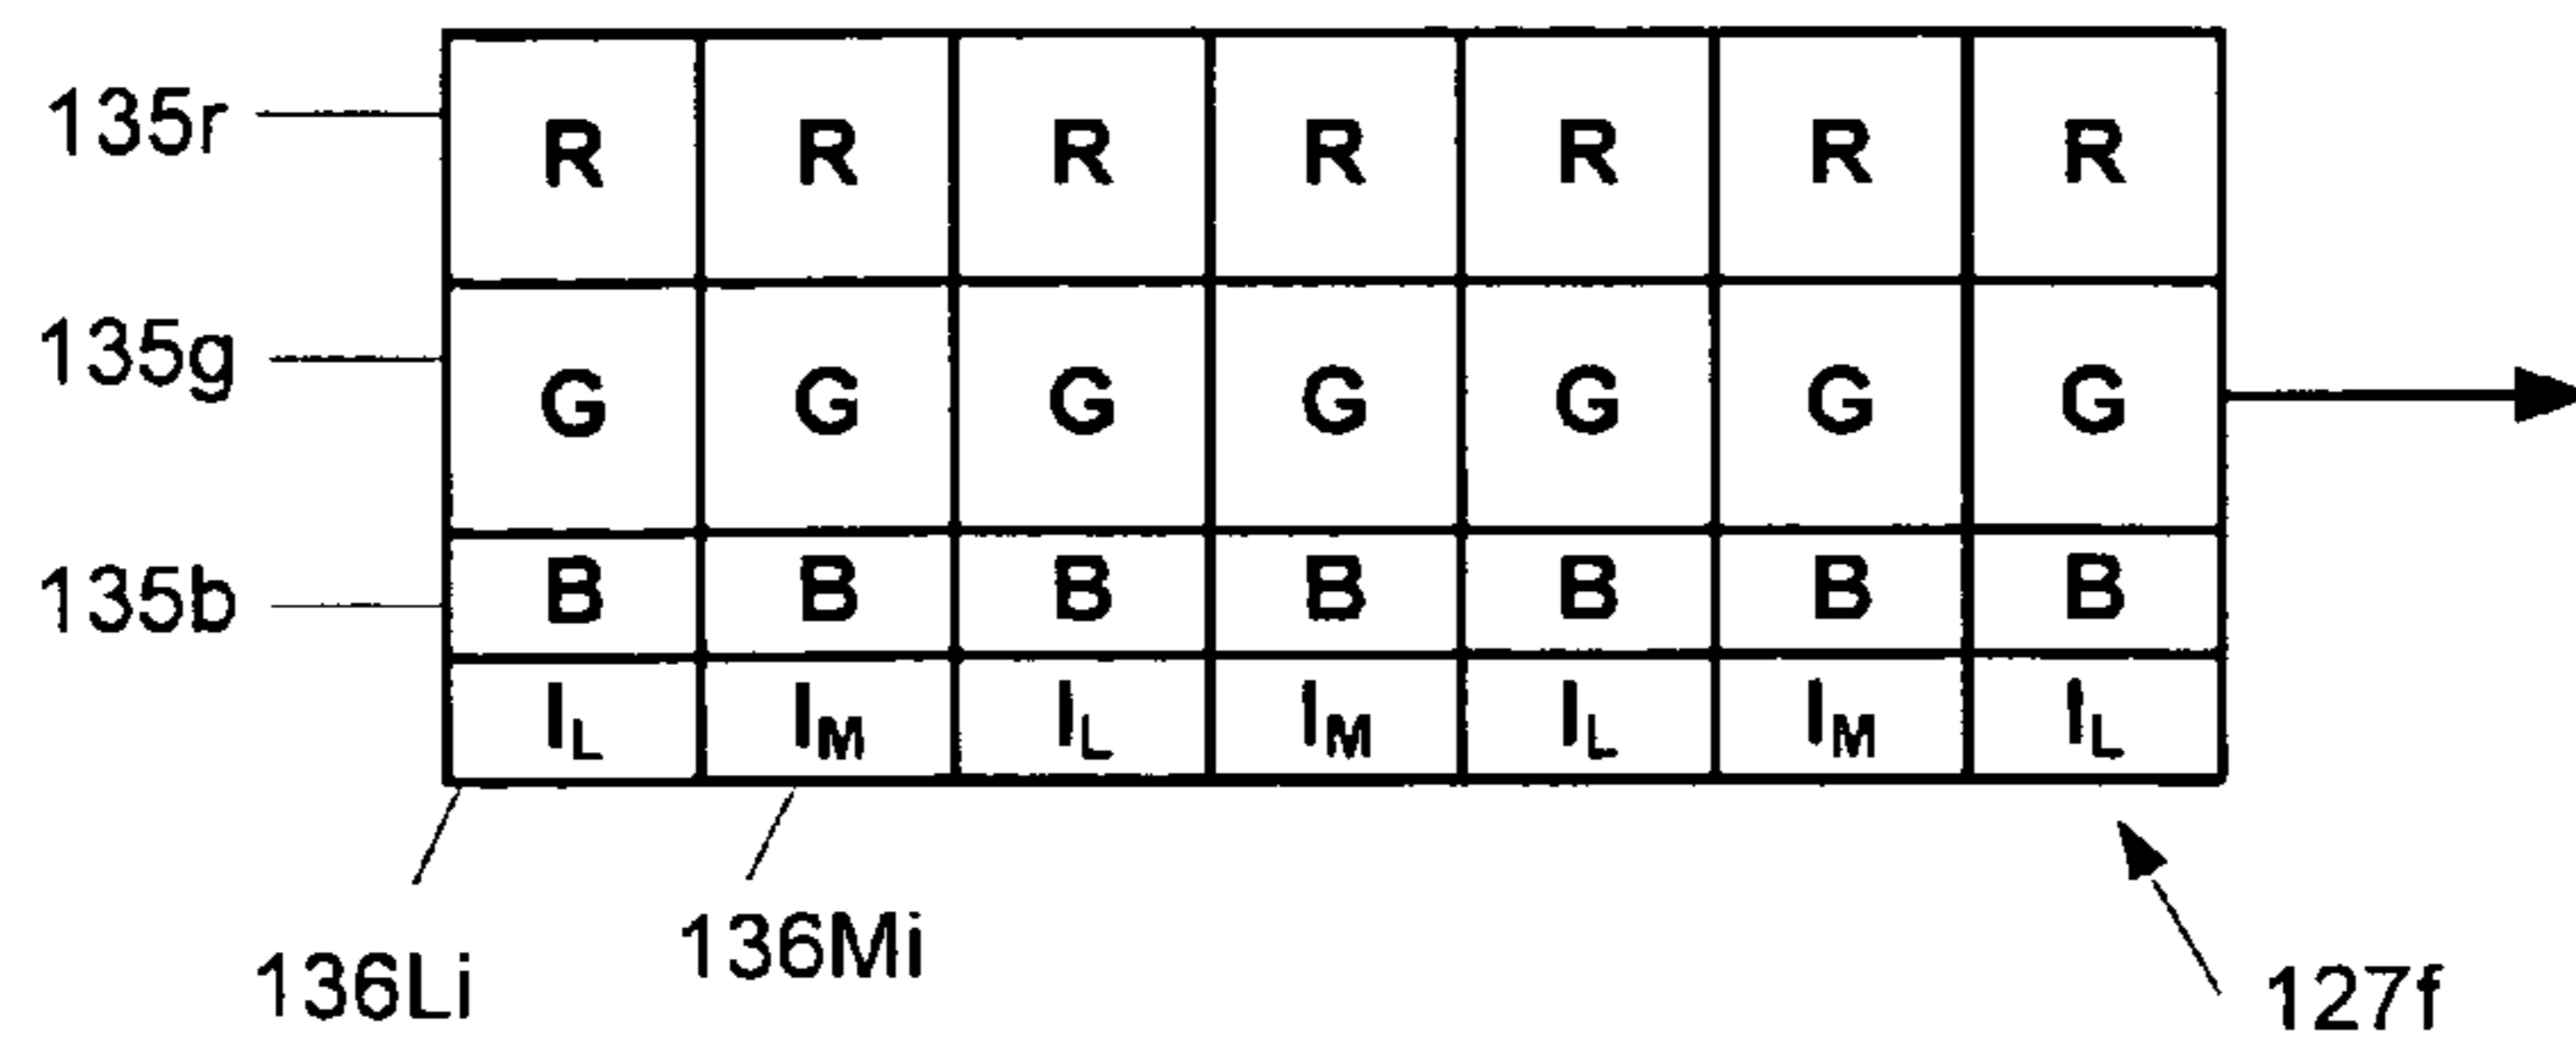 135r R R R R R R R
135g G G G G G G G
135b B B B B B B B
I_L I_M I_L I_M I_L I_M I_L
136Li 136Mi 127f